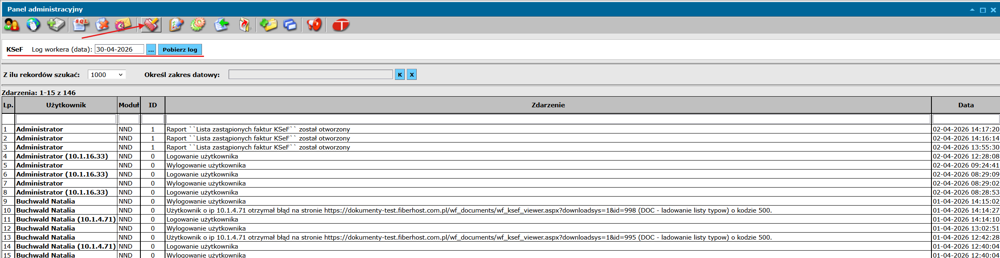 Panel administracyjny
SQL
KSeF Log workera (data): 30-04-2026 ... Pobierz log
Z ilu rekordów szukać: 1000 Określ zakres datowy: K X
Zdarzenia: 1-15 z 146
Lp. Użytkownik Moduł ID Zdarzenie Data
1 Administrator NND 1 Raport ``Lista zastąpionych faktur KSeF`` został otworzony 02-04-2026 14:17:20
2 Administrator NND 1 Raport ``Lista zastąpionych faktur KSeF`` został otworzony 02-04-2026 14:16:14
3 Administrator NND 1 Raport ``Lista zastąpionych faktur KSeF`` został otworzony 02-04-2026 13:55:30
4 Administrator (10.1.16.33) NND 0 Logowanie użytkownika 02-04-2026 12:28:08
5 Administrator NND 0 Wylogowanie użytkownika 02-04-2026 09:24:41
6 Administrator (10.1.16.33) NND 0 Logowanie użytkownika 02-04-2026 08:29:09
7 Administrator NND 0 Wylogowanie użytkownika 02-04-2026 08:29:02
8 Administrator (10.1.16.33) NND 0 Logowanie użytkownika 02-04-2026 08:28:53
9 Buchwald Natalia NND 0 Wylogowanie użytkownika 01-04-2026 14:15:02
10 Buchwald Natalia NND 0 Użytkownik o ip 10.1.4.71 otrzymał błąd na stronie https://dokumenty-test.fiberhost.com.pl/wf_documents/wf_ksef_viewer.aspx?downloadsys=1&id=998 (DOC - ladowanie listy typow) o kodzie 500. 01-04-2026 14:14:27
11 Buchwald Natalia (10.1.4.71) NND 0 Logowanie użytkownika 01-04-2026 14:14:10
12 Buchwald Natalia NND 0 Wylogowanie użytkownika 01-04-2026 13:02:51
13 Buchwald Natalia NND 0 Użytkownik o ip 10.1.4.71 otrzymał błąd na stronie https://dokumenty-test.fiberhost.com.pl/wf_documents/wf_ksef_viewer.aspx?downloadsys=1&id=995 (DOC - ladowanie listy typow) o kodzie 500. 01-04-2026 12:42:28
14 Buchwald Natalia (10.1.4.71) NND 0 Logowanie użytkownika 01-04-2026 12:40:04
15 Buchwald Natalia NND 0 Wylogowanie użytkownika 01-04-2026 12:40:04